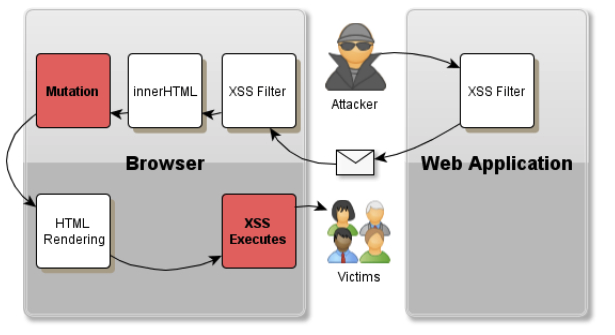 Mutation
innerHTML
XSS Filter
Attacker
XSS Filter
Browser
Web Application
HTML
Rendering
XSS
Executes
Victims